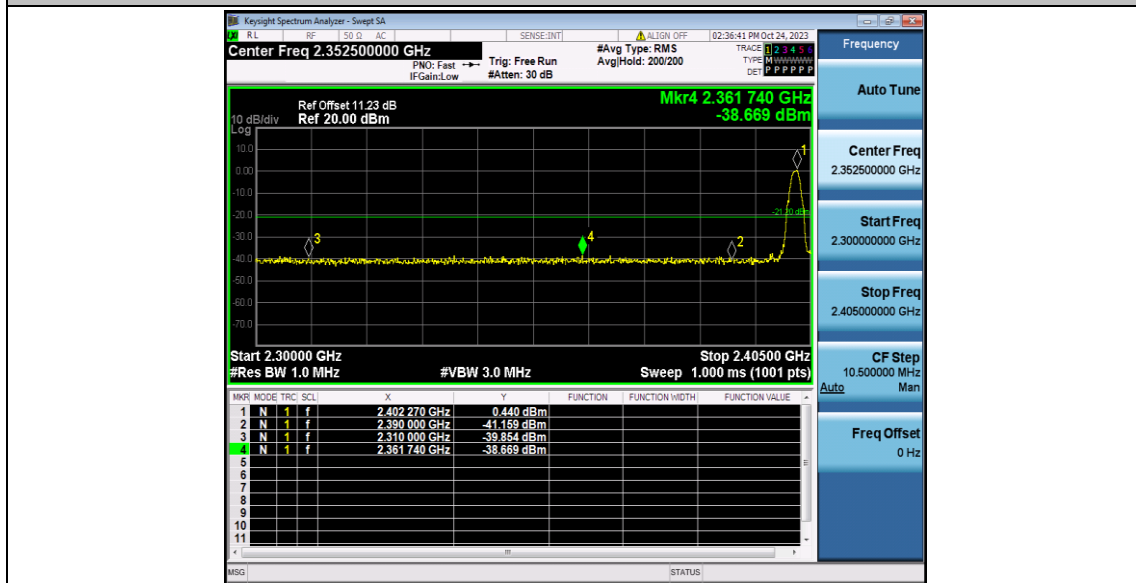 Keysight Spectrum Analyzer - Swept SA
RL RF 50 Ω AC SENSE:INT ALIGN OFF 02:36:41 PM Oct 24, 2023
Center Freq 2.352500000 GHz
PNO: Fast
IFGain:Low
Trig: Free Run
#Atten: 30 dB
#Avg Type: RMS
Avg|Hold: 200/200
TRACE 1 2 3 4 5 6
TYPE M W W W W W
DET P P P P P P
Mkr4 2.361 740 GHz
-38.669 dBm
Ref Offset 11.23 dB
10 dB/div Ref 20.00 dBm
Log
10.0
0.00
-10.0
-20.0
-30.0
-40.0
-50.0
-60.0
-70.0
1
-21.20 dBm
3
4
2
Start 2.30000 GHz Stop 2.40500 GHz
#Res BW 1.0 MHz #VBW 3.0 MHz Sweep 1.000 ms (1001 pts)
MKR MODE TRC SCL X Y FUNCTION FUNCTION WIDTH FUNCTION VALUE
1 N 1 f 2.402 270 GHz 0.440 dBm
2 N 1 f 2.390 000 GHz -41.159 dBm
3 N 1 f 2.310 000 GHz -39.854 dBm
4 N 1 f 2.361 740 GHz -38.669 dBm
5
6
7
8
9
10
11
MSG STATUS
Frequency
Auto Tune
Center Freq
2.352500000 GHz
Start Freq
2.300000000 GHz
Stop Freq
2.405000000 GHz
CF Step
10.500000 MHz
Auto Man
Freq Offset
0 Hz